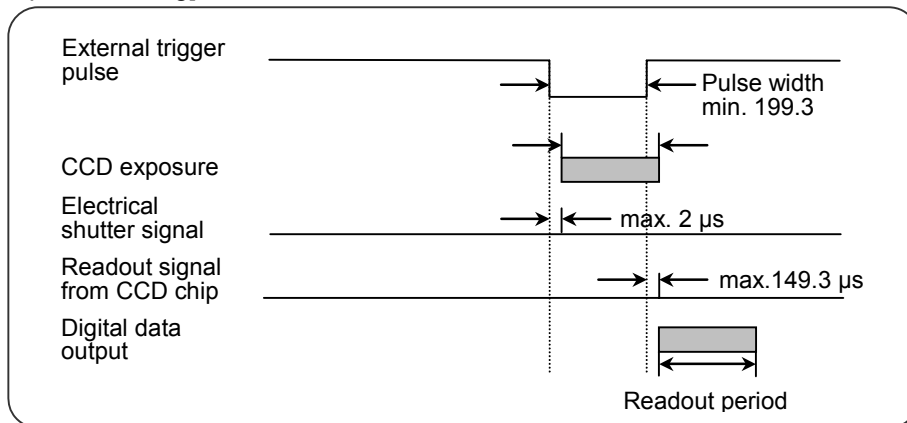 External trigger
pulse
Pulse width
min. 199.3
CCD exposure
Electrical
shutter signal
max. 2 μs
Readout signal
from CCD chip
max.149.3 μs
Digital data
output
Readout period